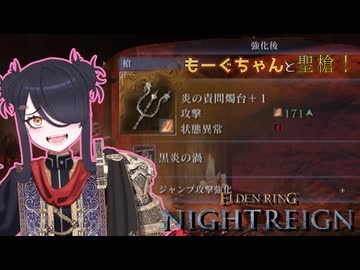 強化後
槍
もーぐちゃんと聖槍！
炎の責問燭台＋１
攻撃 171
状態異常
黒炎の渦
ジャンプ攻撃強化
ELDEN RING
NIGHTREIGN